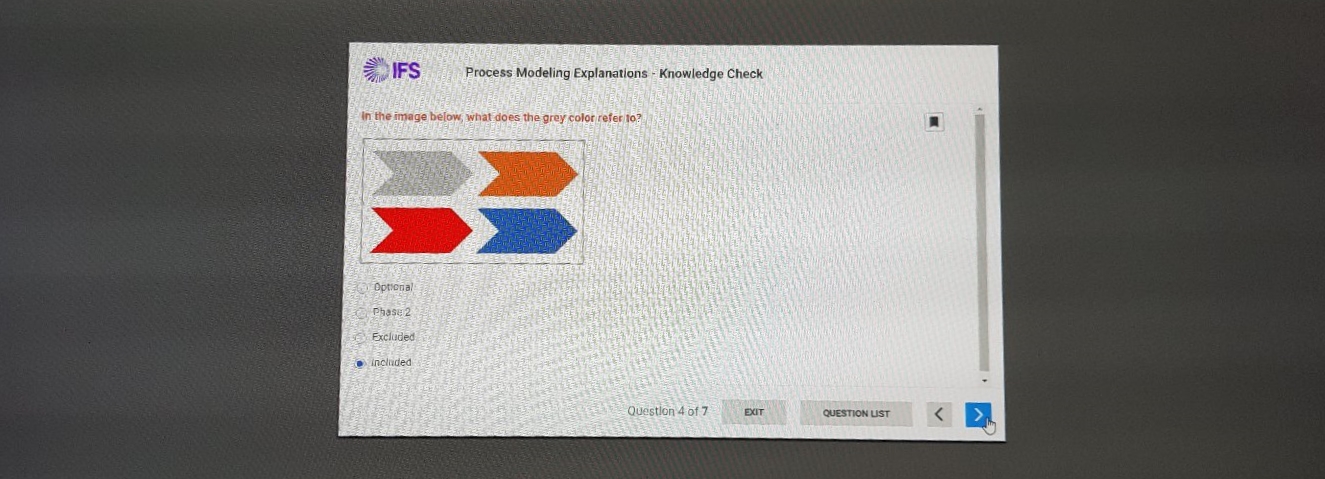 IFS
Process Modeling Explanations - Knowledge Check
In the image below, what does the grey color refer to?
Optional
Phase 2
Excluded
Included
Question 4 of 7
EXIT
QUESTION LIST